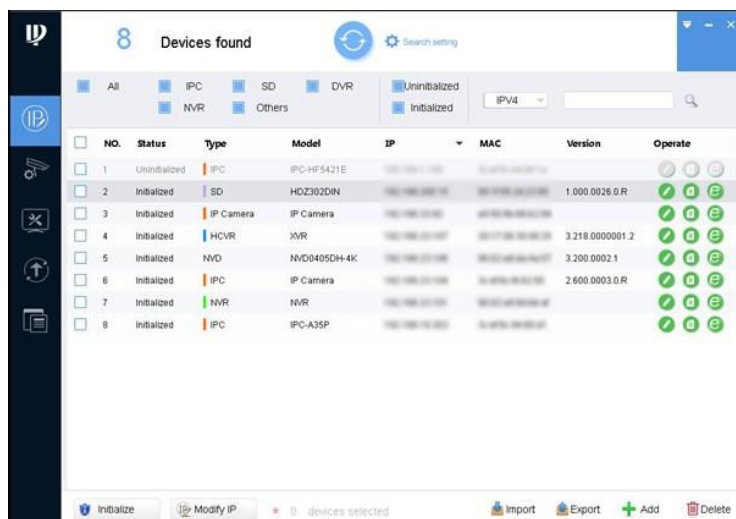 8 Devices found Search setting
All IPC SD DVR Uninitialized
NVR Others Initialized IPV4
NO. Status Type Model IP MAC Version Operate
1 Uninitialized IPC IPC-HF5421E
2 Initialized SD HDZ302DIN 1.000.0026.0.R
3 Initialized IP Camera IP Camera
4 Initialized HCVR XVR 3.218.0000001.2
5 Initialized NVD NVD0405DH-4K 3.200.0002.1
6 Initialized IPC IP Camera 2.600.0003.0.R
7 Initialized NVR NVR
8 Initialized IPC IPC-A35P
Initialize Modify IP * 0 devices selected Import Export Add Delete